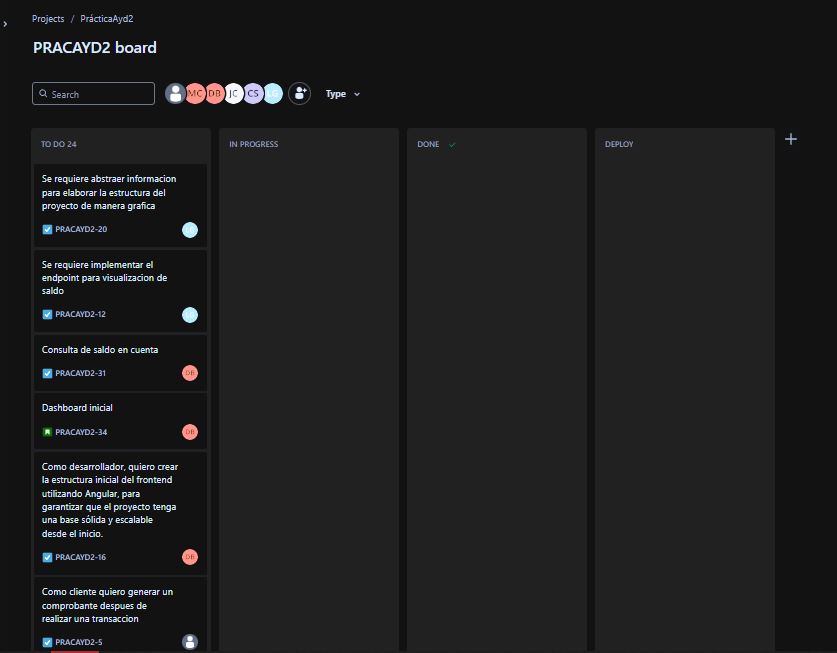 Projects / PrácticaAyd2
PRACAYD2 board
Search
MC DB JC CS LG
Type
TO DO 24
IN PROGRESS
DONE
DEPLOY
Se requiere abstraer informacion
para elaborar la estructura del
proyecto de manera grafica
PRACAYD2-20
LG
Se requiere implementar el
endpoint para visualizacion de
saldo
PRACAYD2-12
LG
Consulta de saldo en cuenta
PRACAYD2-31
DB
Dashboard inicial
PRACAYD2-34
DB
Como desarrollador, quiero crear
la estructura inicial del frontend
utilizando Angular, para
garantizar que el proyecto tenga
una base sólida y escalable
desde el inicio.
PRACAYD2-16
DB
Como cliente quiero generar un
comprobante despues de
realizar una transaccion
PRACAYD2-5